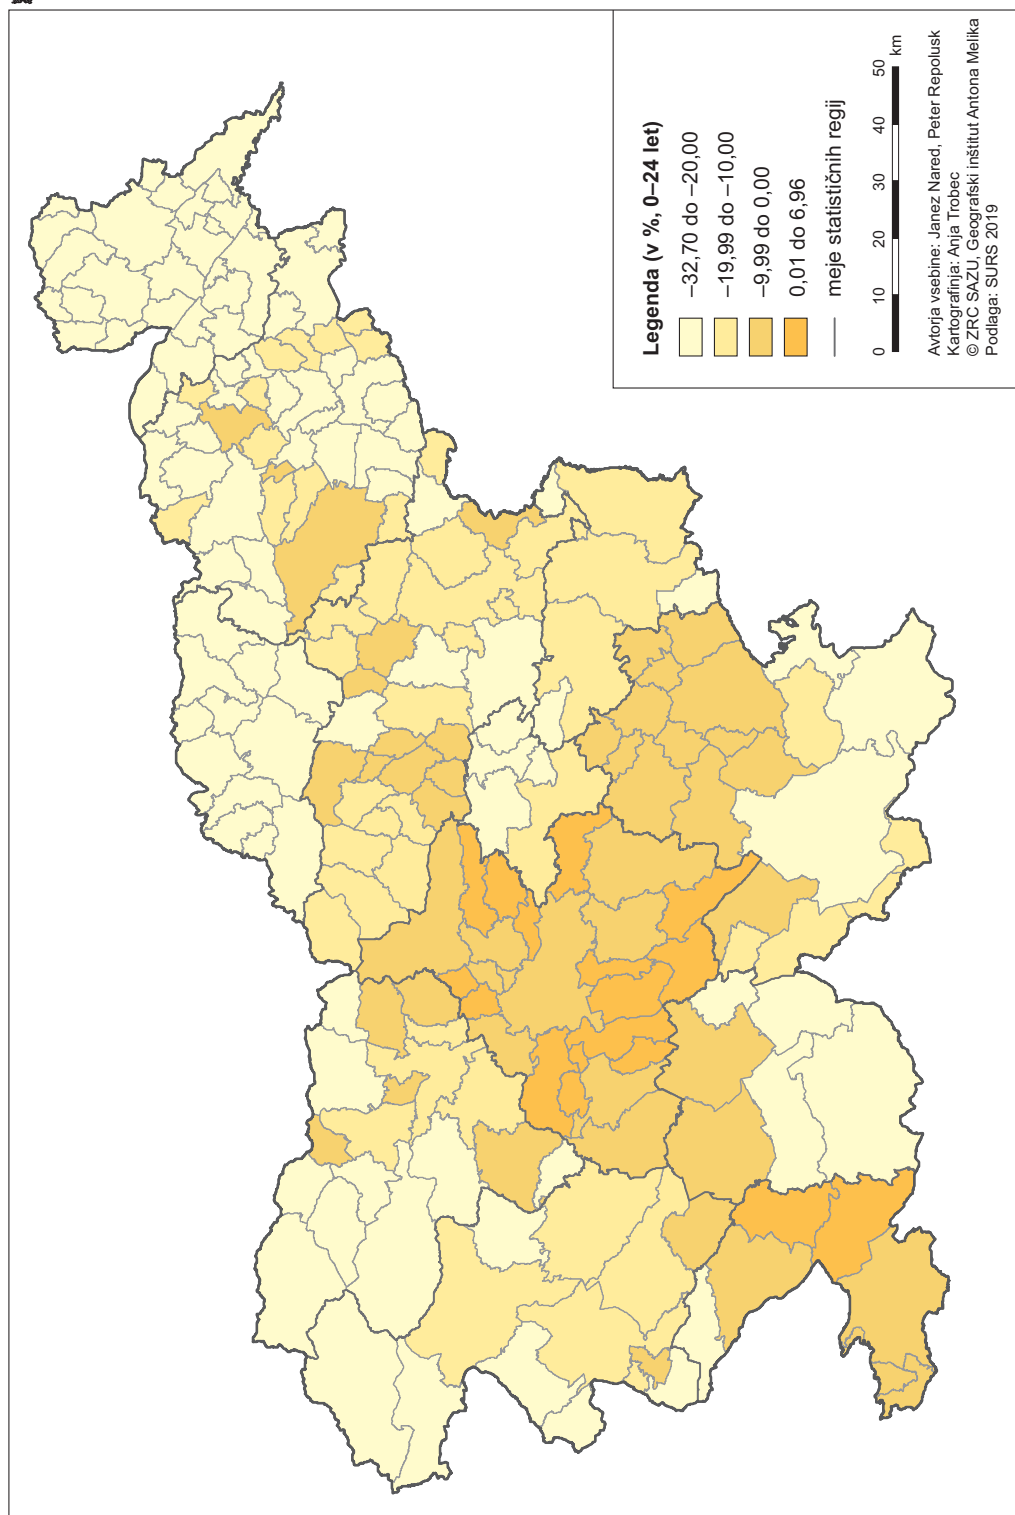 Legenda (v %, 0–24 let)
–32,70 do –20,00
–19,99 do –10,00
–9,99 do 0,00
0,01 do 6,96
meje statističnih regij
0 10 20 30 40 50
km
Avtorja vsebine: Janez Nared, Peter Repolusk
Kartografinja: Anja Trobec
© ZRC SAZU, Geografski inštitut Antona Melika
Podlaga: SURS 2019